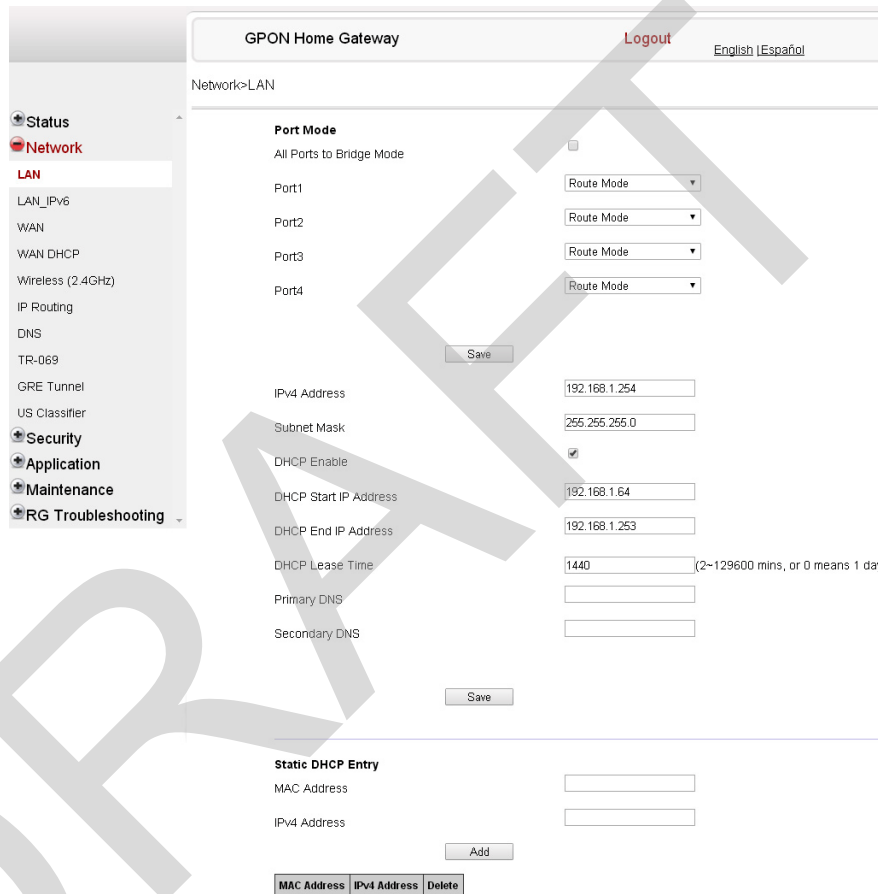 GPON Home Gateway
Logout
English | Español
Network>LAN
Status
Network
LAN
LAN_IPv6
WAN
WAN DHCP
Wireless (2.4GHz)
IP Routing
DNS
TR-069
GRE Tunnel
US Classifier
Security
Application
Maintenance
RG Troubleshooting
Port Mode
All Ports to Bridge Mode
Port1 Route Mode
Port2 Route Mode
Port3 Route Mode
Port4 Route Mode
Save
IPv4 Address 192.168.1.254
Subnet Mask 255.255.255.0
DHCP Enable
DHCP Start IP Address 192.168.1.64
DHCP End IP Address 192.168.1.253
DHCP Lease Time 1440 (2~129600 mins, or 0 means 1 day
Primary DNS
Secondary DNS
Save
Static DHCP Entry
MAC Address
IPv4 Address
Add
MAC Address IPv4 Address Delete
DRAFT